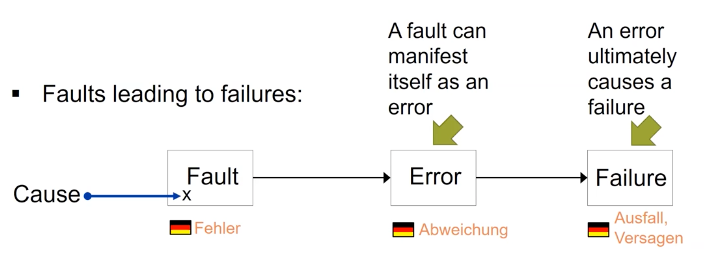 A fault can
manifest
itself as an
error
An error
ultimately
causes a
failure
▪ Faults leading to failures:
Cause
x
Fault
Error
Failure
Fehler
Abweichung
Ausfall,
Versagen